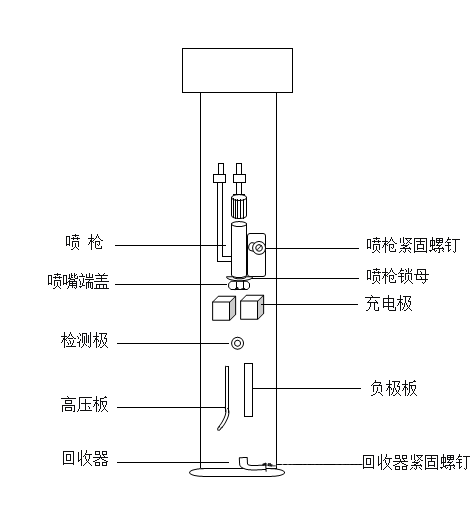 喷 枪
喷枪紧固螺钉
喷嘴端盖
喷枪锁母
充电极
检测极
高压板
负极板
回收器
回收器紧固螺钉